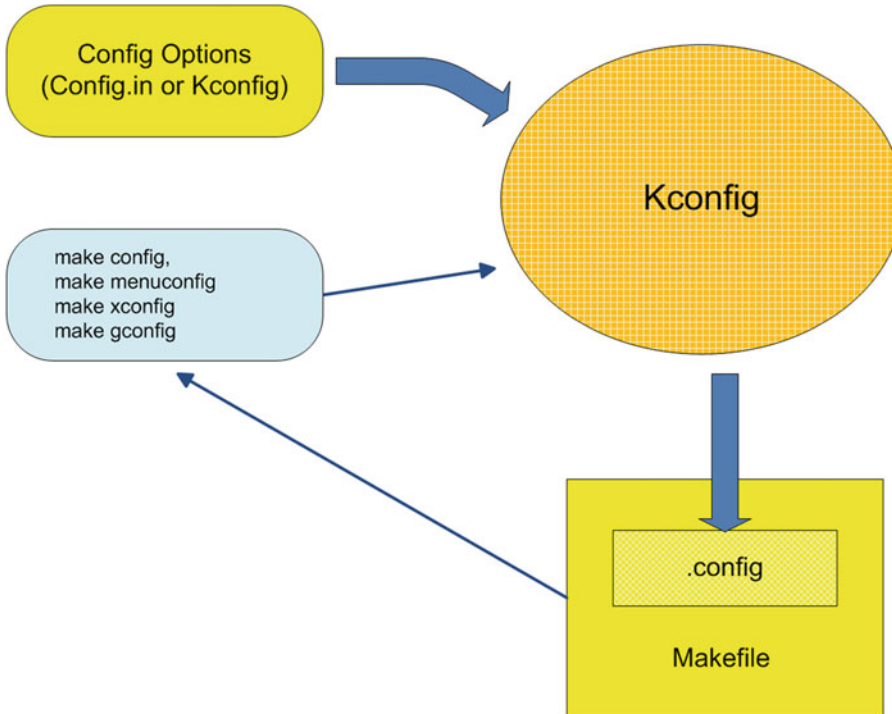 Config Options
(Config.in or Kconfig)
Kconfig
make config,
make menuconfig
make xconfig
make gconfig
.config
Makefile